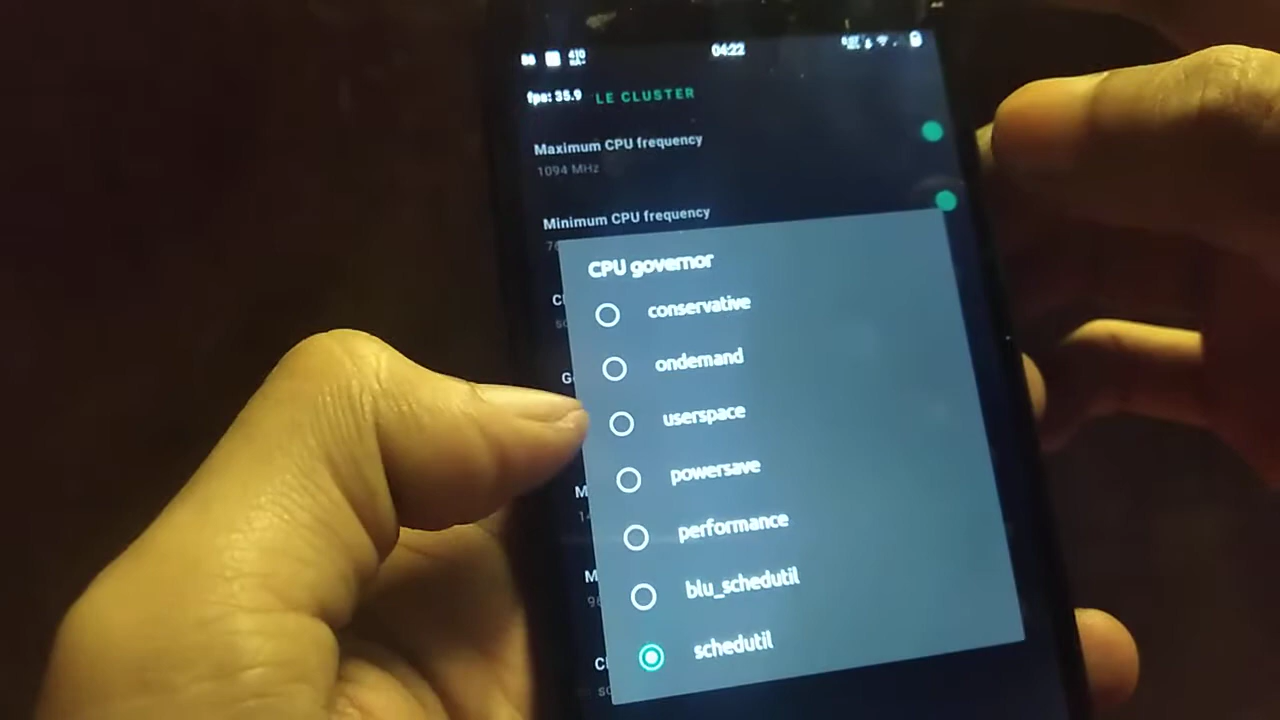 04:22
fps: 35.9
LE CLUSTER
Maximum CPU frequency
1094 MHz
Minimum CPU frequency
CPU governor
conservative
ondemand
userspace
powersave
performance
blu_schedutil
schedutil